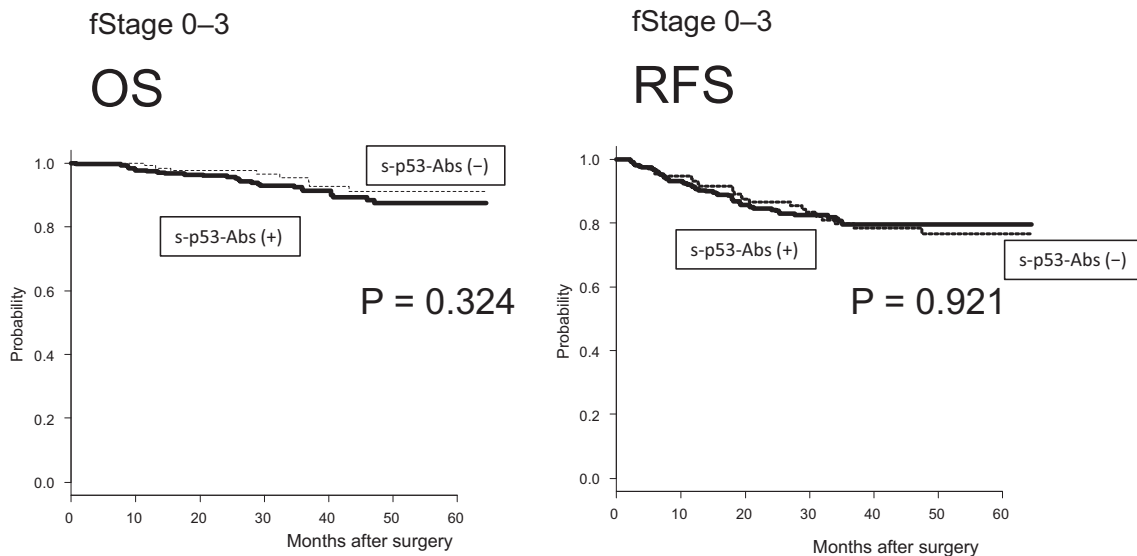 fStage 0–3
OS
s-p53-Abs (−)
s-p53-Abs (+)
P = 0.324
Probability
1.0
0.8
0.6
0.4
0.2
0.0
0 10 20 30 40 50 60
Months after surgery
fStage 0–3
RFS
s-p53-Abs (+)
s-p53-Abs (−)
P = 0.921
Probability
1.0
0.8
0.6
0.4
0.2
0.0
0 10 20 30 40 50 60
Months after surgery